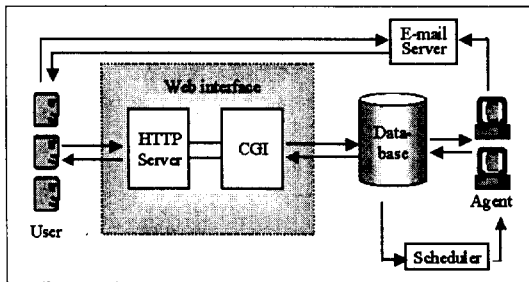 E-mail
Server
Web interface
HTTP
Server
CGI
Data-
base
User
Agent
Scheduler